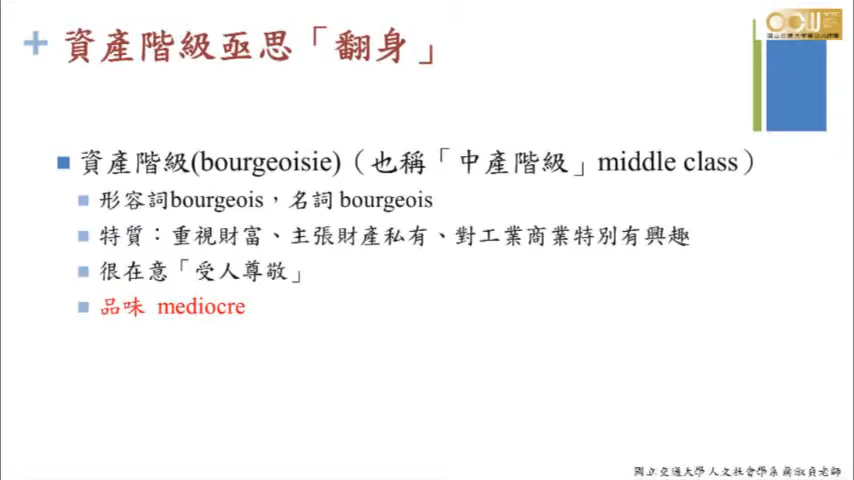 資產階級亟思「翻身」
資產階級(bourgeoisie)(也稱「中產階級」middle class)
形容詞bourgeois,名詞 bourgeois
特質:重視財富、主張財產私有、對工業商業特別有興趣
很在意「受人尊敬」
品味 mediocre
國立交通大學人文社會學系蔣淑貞老師